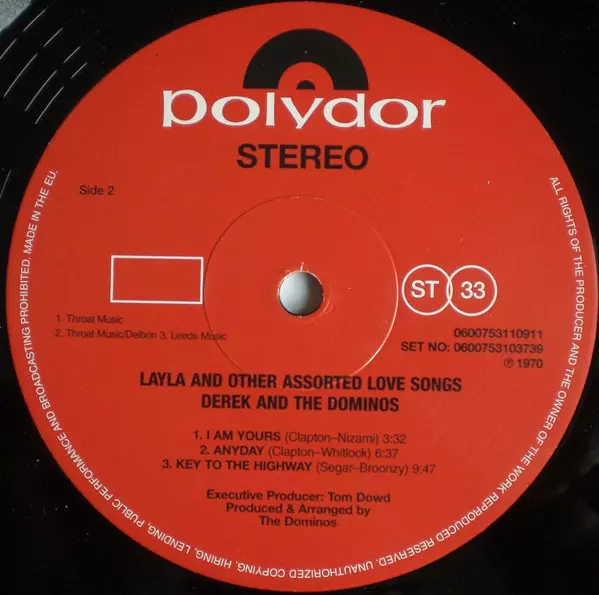 polydor
STEREO
Side 2
ST 33
1. Throat Music
2. Throat Music/Delbon 3. Leeds Music
0600753110911
SET NO: 0600753103739
℗ 1970
LAYLA AND OTHER ASSORTED LOVE SONGS
DEREK AND THE DOMINOS
1. I AM YOURS (Clapton–Nizami) 3:32
2. ANYDAY (Clapton–Whitlock) 6:37
3. KEY TO THE HIGHWAY (Segar–Broonzy) 9:47
Executive Producer: Tom Dowd
Produced & Arranged by
The Dominos
ALL RIGHTS OF THE PRODUCER AND THE OWNER OF THE WORK REPRODUCED RESERVED. UNAUTHORIZED COPYING, HIRING, LENDING, PUBLIC PERFORMANCE AND BROADCASTING PROHIBITED. MADE IN THE EU.